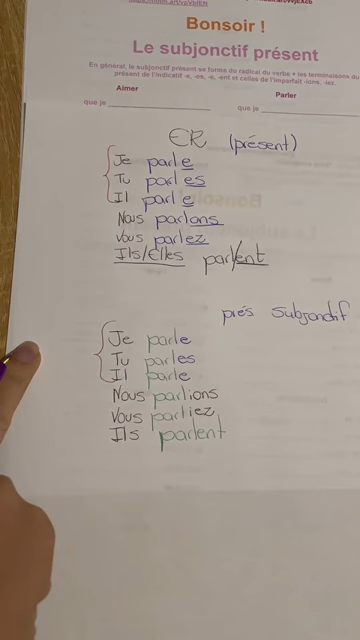 Bonsoir !
Le subjonctif présent
En général, le subjonctif présent se forme du radical du verbe + les terminaisons du
présent de l'indicatif -e, -es, -e, -ent et celles de l'imparfait -ions, -iez.
Aimer Parler
que je que je
ER (présent)
Je parle
Tu parles
Il parle
Nous parlons
Vous parlez
Ils/Elles parlent
prés subjonctif
Je parle
Tu parles
Il parle
Nous parlions
Vous parliez
Ils parlent